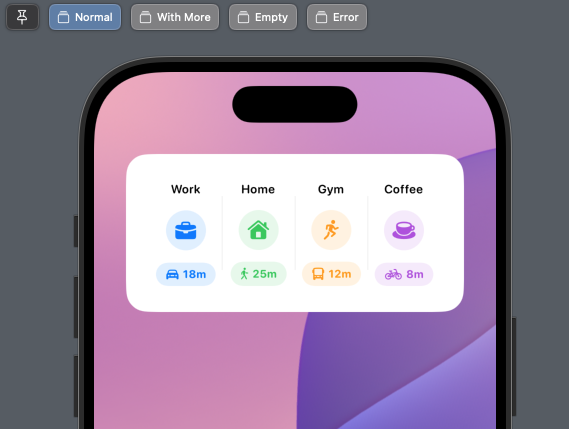 Normal With More Empty Error
Work Home Gym Coffee
18m 25m 12m 8m